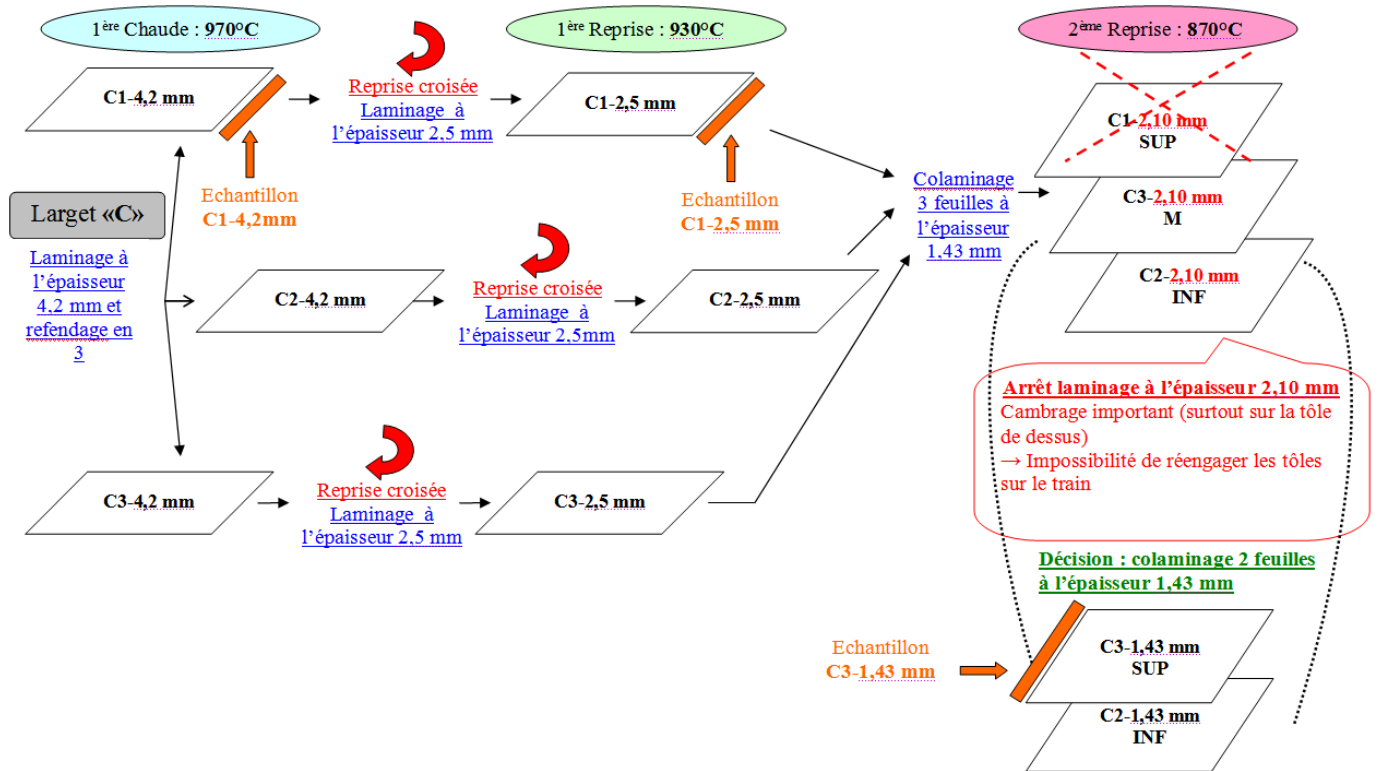 1ère Chaude : 970°C
1ère Reprise : 930°C
2ème Reprise : 870°C
C1-4,2 mm
Reprise croisée
Laminage à
l’épaisseur 2,5 mm
C1-2,5 mm
C1-2,10 mm
SUP
Echantillon
C1-4,2mm
Echantillon
C1-2,5 mm
Colaminage
3 feuilles à
l’épaisseur
1,43 mm
C3-2,10 mm
M
Larget «C»
Laminage à
l’épaisseur
4,2 mm et
refendage en
3
C2-4,2 mm
Reprise croisée
Laminage à
l’épaisseur 2,5mm
C2-2,5 mm
C2-2,10 mm
INF
Arrêt laminage à l’épaisseur 2,10 mm
Cambrage important (surtout sur la tôle
de dessus)
→ Impossibilité de réengager les tôles
sur le train
C3-4,2 mm
Reprise croisée
Laminage à
l’épaisseur 2,5 mm
C3-2,5 mm
Décision : colaminage 2 feuilles
à l’épaisseur 1,43 mm
Echantillon
C3-1,43 mm
C3-1,43 mm
SUP
C2-1,43 mm
INF